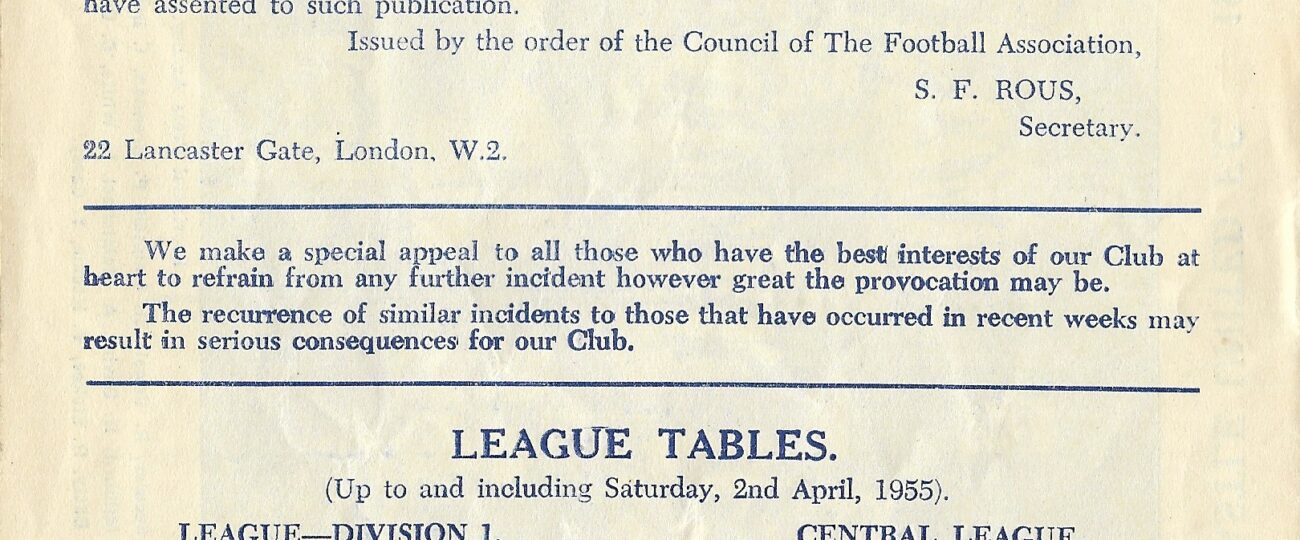 have assented to such publication.
Issued by the order of the Council of The Football Association,
S. F. ROUS,
Secretary.
22 Lancaster Gate, London, W.2.
We make a special appeal to all those who have the best interests of our Club at
heart to refrain from any further incident however great the provocation may be.
The recurrence of similar incidents to those that have occurred in recent weeks may
result in serious consequences for our Club.
LEAGUE TABLES.
(Up to and including Saturday, 2nd April, 1955).
LEAGUE—DIVISION 1. CENTRAL LEAGUE